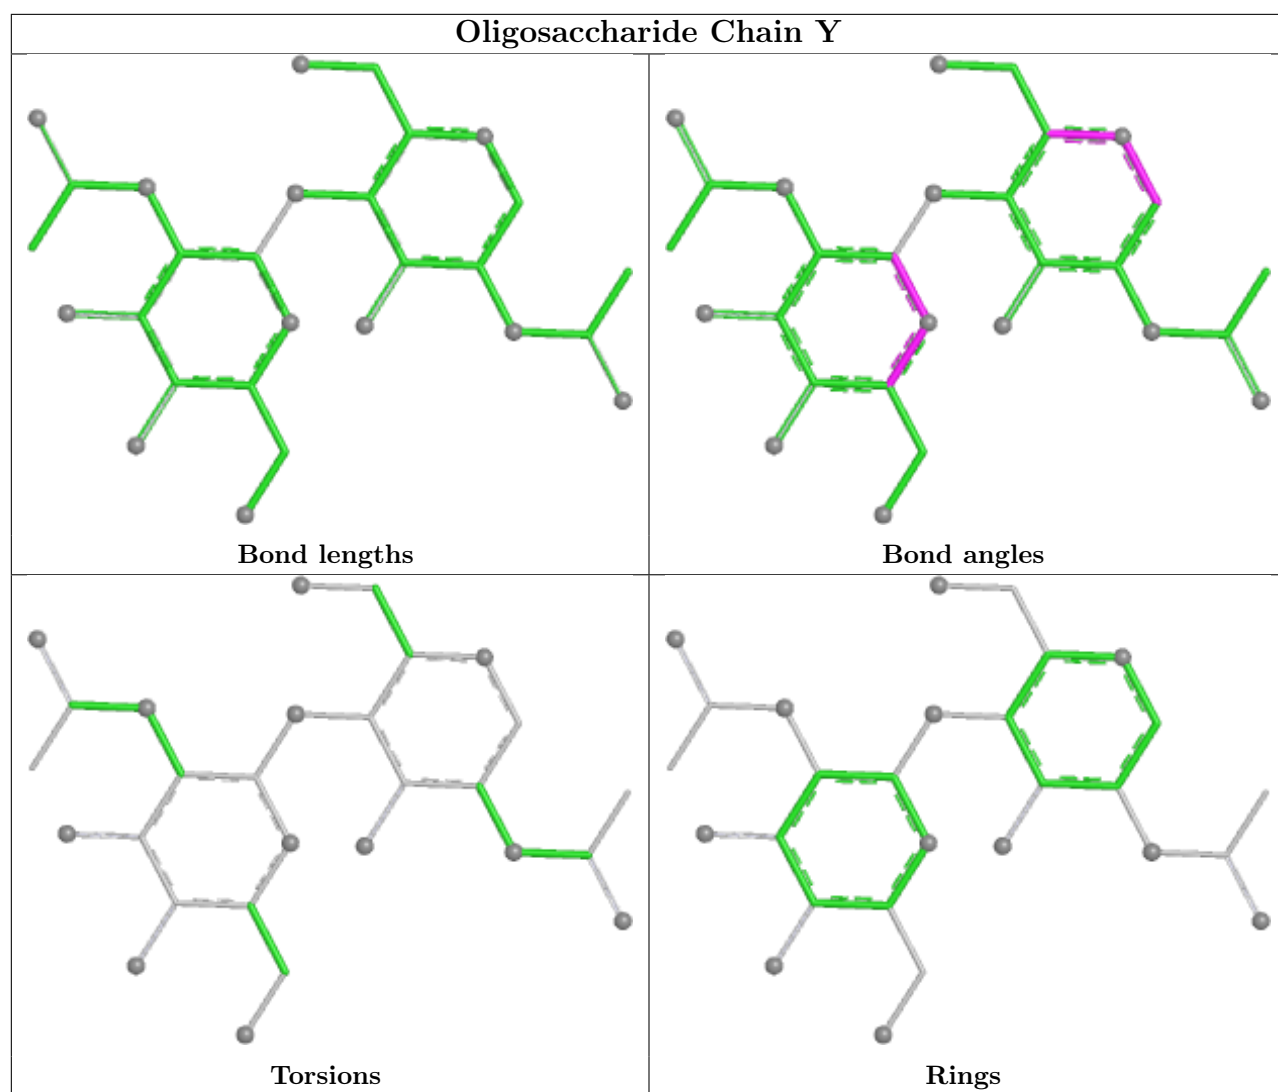 Oligosaccharide Chain Y
Bond lengths
Bond angles
Torsions
Rings